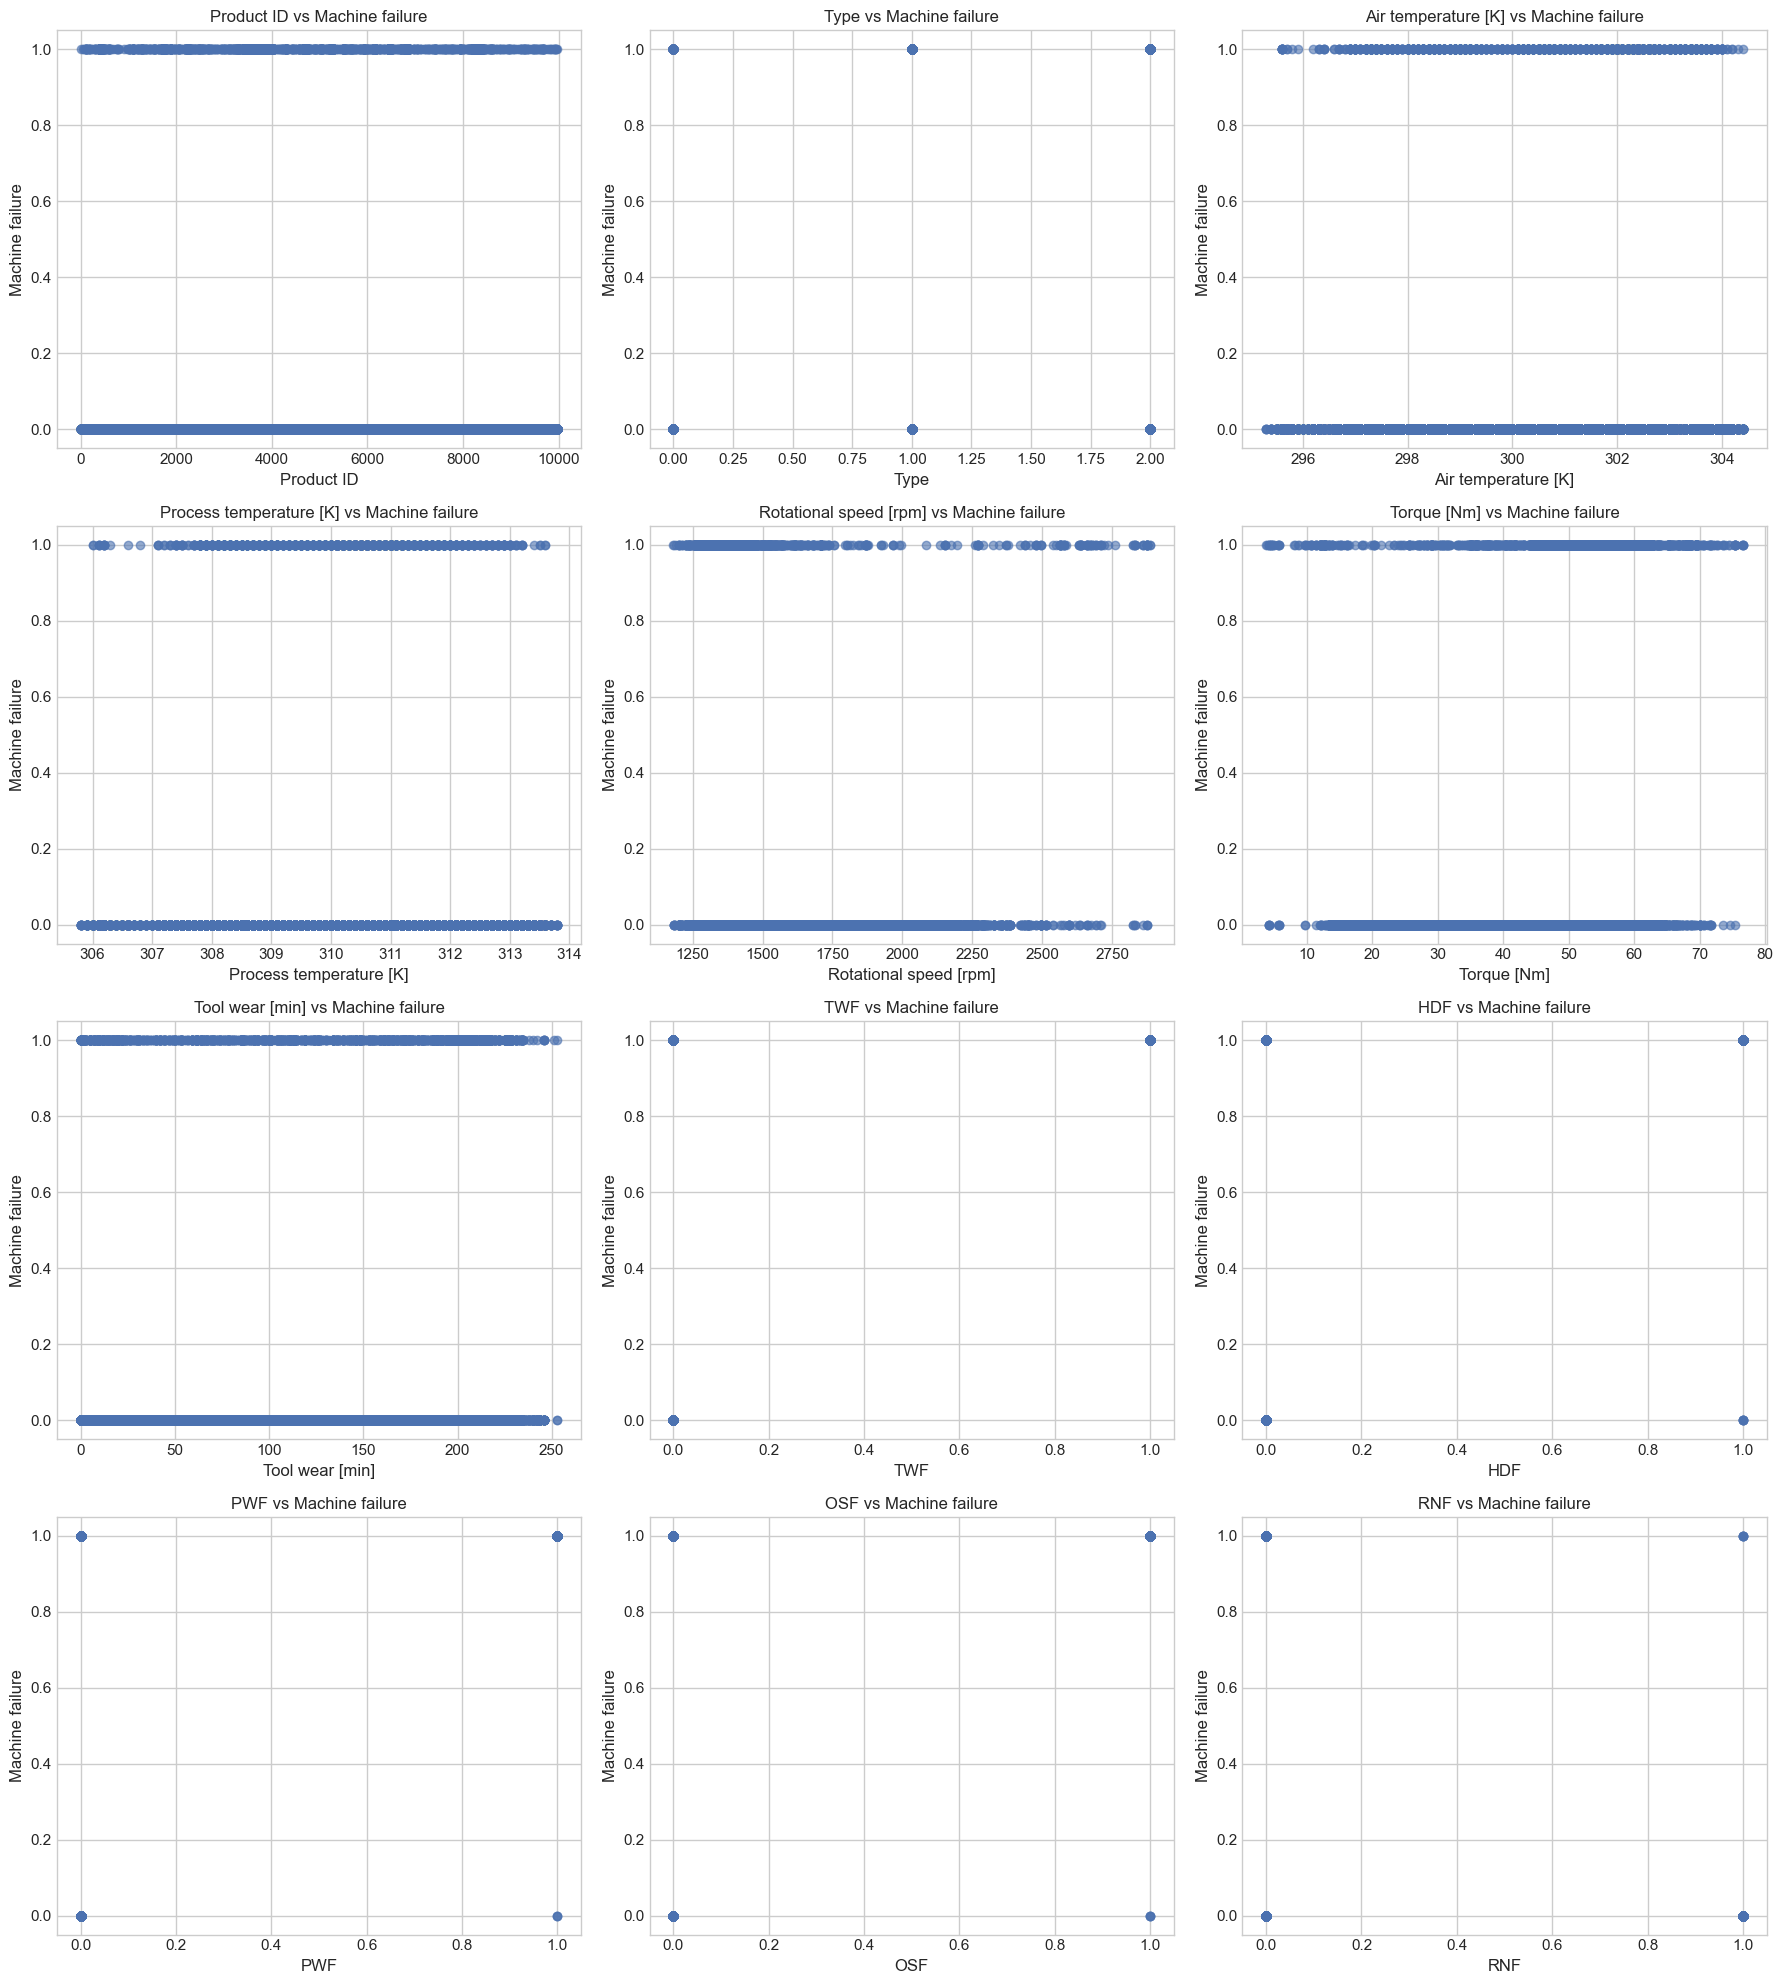 Product ID vs Machine failure
Type vs Machine failure
Air temperature [K] vs Machine failure
1.0
0.8
0.6
0.4
0.2
0.0
Machine failure
0 2000 4000 6000 8000 10000
Product ID
1.0
0.8
0.6
0.4
0.2
0.0
Machine failure
0.00 0.25 0.50 0.75 1.00 1.25 1.50 1.75 2.00
Type
1.0
0.8
0.6
0.4
0.2
0.0
Machine failure
296 298 300 302 304
Air temperature [K]
Process temperature [K] vs Machine failure
Rotational speed [rpm] vs Machine failure
Torque [Nm] vs Machine failure
1.0
0.8
0.6
0.4
0.2
0.0
Machine failure
306 307 308 309 310 311 312 313 314
Process temperature [K]
1.0
0.8
0.6
0.4
0.2
0.0
Machine failure
1250 1500 1750 2000 2250 2500 2750
Rotational speed [rpm]
1.0
0.8
0.6
0.4
0.2
0.0
Machine failure
10 20 30 40 50 60 70 80
Torque [Nm]
Tool wear [min] vs Machine failure
TWF vs Machine failure
HDF vs Machine failure
1.0
0.8
0.6
0.4
0.2
0.0
Machine failure
0 50 100 150 200 250
Tool wear [min]
1.0
0.8
0.6
0.4
0.2
0.0
Machine failure
0.0 0.2 0.4 0.6 0.8 1.0
TWF
1.0
0.8
0.6
0.4
0.2
0.0
Machine failure
0.0 0.2 0.4 0.6 0.8 1.0
HDF
PWF vs Machine failure
OSF vs Machine failure
RNF vs Machine failure
1.0
0.8
0.6
0.4
0.2
0.0
Machine failure
0.0 0.2 0.4 0.6 0.8 1.0
PWF
1.0
0.8
0.6
0.4
0.2
0.0
Machine failure
0.0 0.2 0.4 0.6 0.8 1.0
OSF
1.0
0.8
0.6
0.4
0.2
0.0
Machine failure
0.0 0.2 0.4 0.6 0.8 1.0
RNF